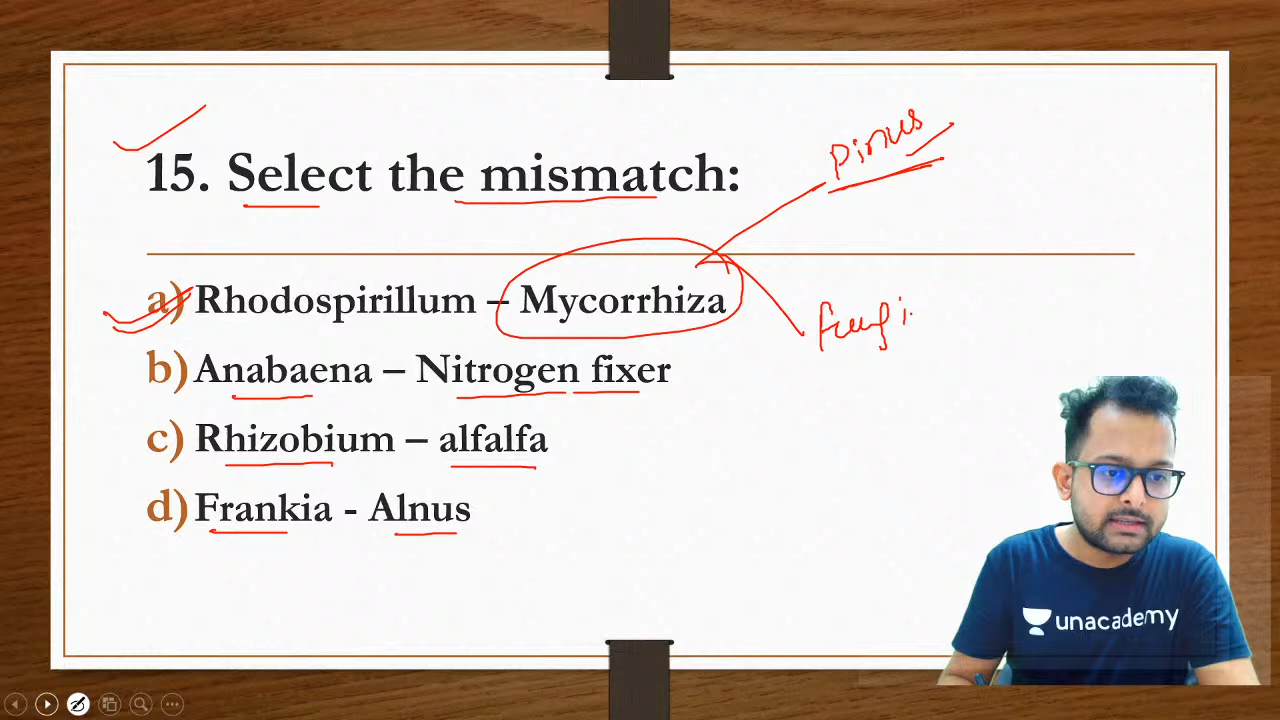 15. Select the mismatch:
Pinus
a) Rhodospirillum – Mycorrhiza
fungi
b) Anabaena – Nitrogen fixer
c) Rhizobium – alfalfa
d) Frankia - Alnus
unacademy